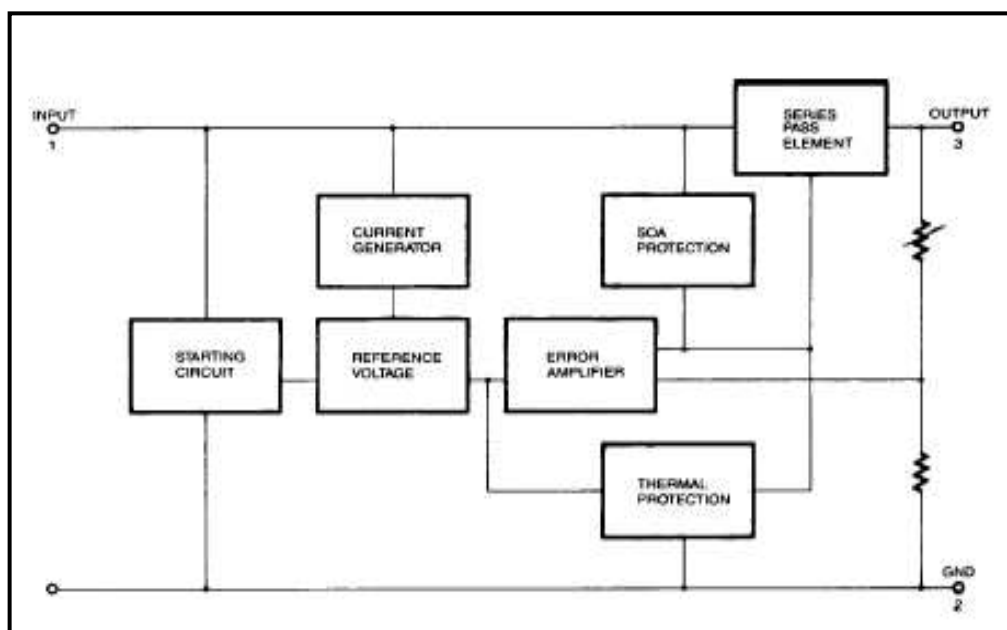 INPUT
1
SERIES
PASS
ELEMENT
OUTPUT
3
CURRENT
GENERATOR
SOA
PROTECTION
STARTING
CIRCUIT
REFERENCE
VOLTAGE
ERROR
AMPLIFIER
THERMAL
PROTECTION
GND
2